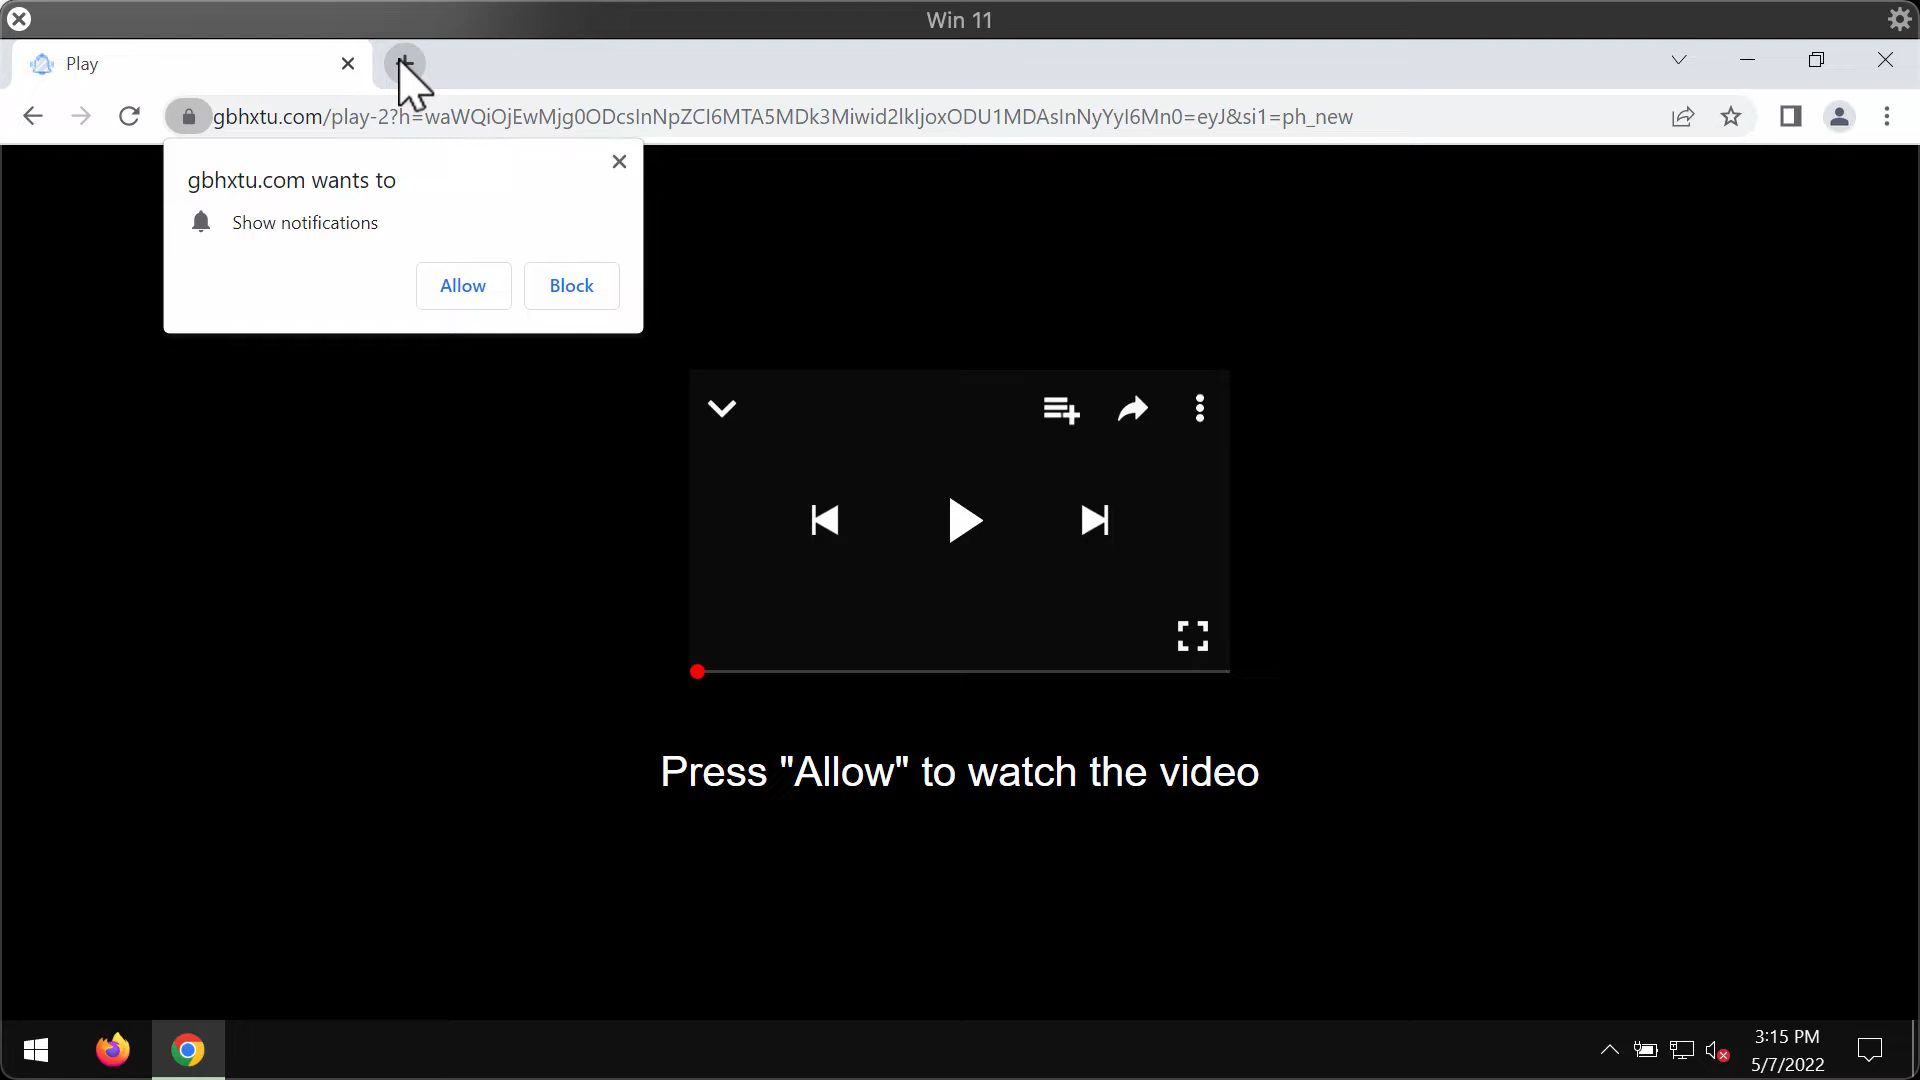 Win 11
Play
gbhxtu.com/play-2?h=waWQiOjEwMjg0ODcsInNpZCI6MTA5MDk3Miwid2lkIjoxODU1MDAsInNyYyI6Mn0=eyJ&si1=ph_new
gbhxtu.com wants to
Show notifications
Allow
Block
Press "Allow" to watch the video
3:15 PM
5/7/2022